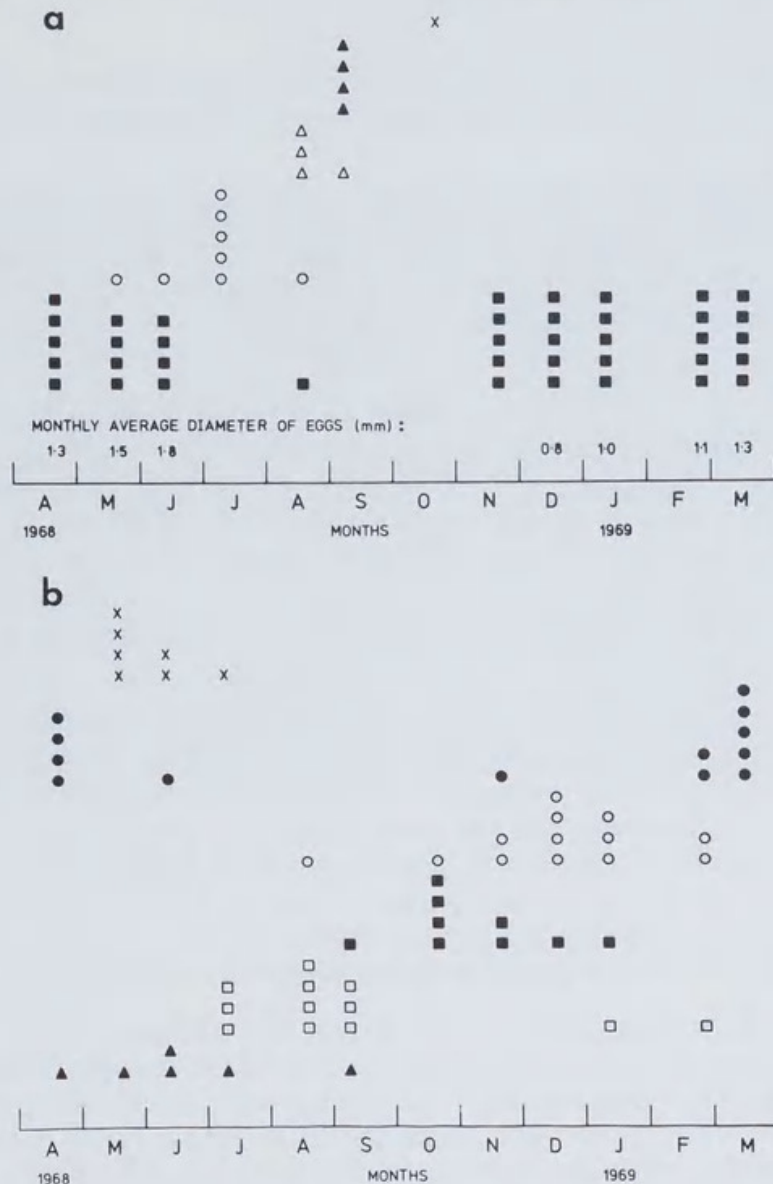 a
MONTHLY AVERAGE DIAMETER OF EGGS (mm):
1·3 1·5 1·8 0·8 1·0 1·1 1·3
A M J J A S O N D J F M
1968 MONTHS 1969
b
A M J J A S O N D J F M
1968 MONTHS 1969